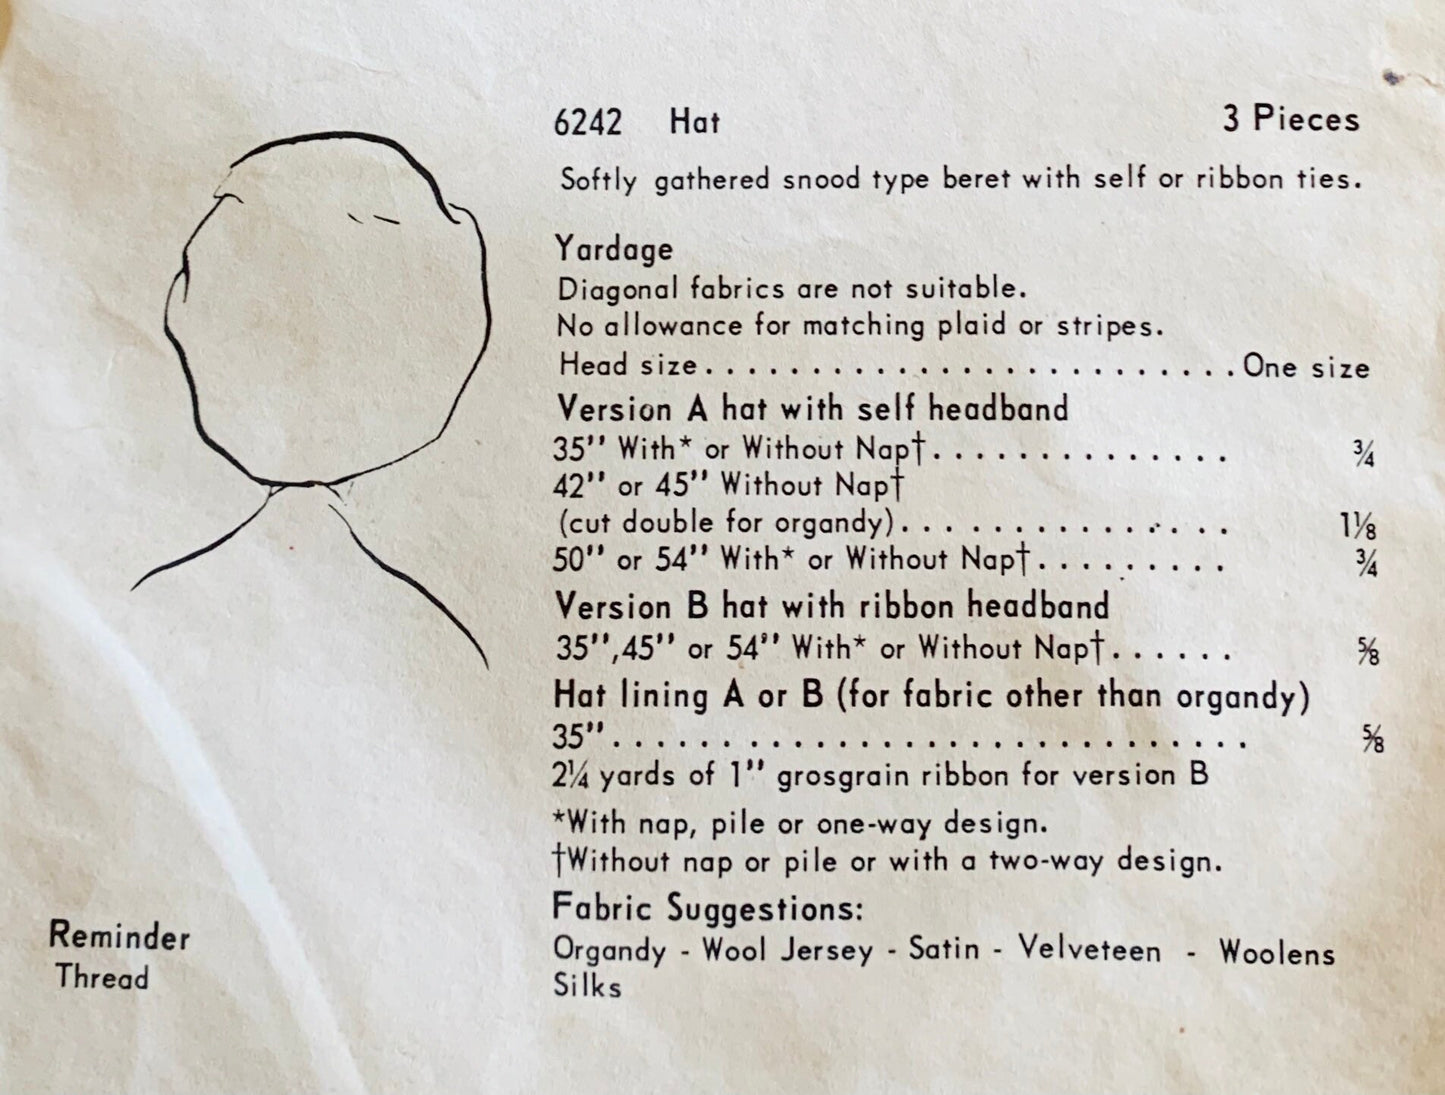 6242 Hat 3 Pieces
Softly gathered snood type beret with self or ribbon ties.
Yardage
Diagonal fabrics are not suitable.
No allowance for matching plaid or stripes.
Head size.........................One size
Version A hat with self headband
35'' With* or Without Nap†.............. ¾
42'' or 45'' Without Nap†
(cut double for organdy).............. 1⅛
50'' or 54'' With* or Without Nap†......... ¾
Version B hat with ribbon headband
35'',45'' or 54'' With* or Without Nap†...... ⅝
Hat lining A or B (for fabric other than organdy)
35''.............................. ⅝
2¼ yards of 1'' grosgrain ribbon for version B
*With nap, pile or one-way design.
†Without nap or pile or with a two-way design.
Fabric Suggestions:
Organdy - Wool Jersey - Satin - Velveteen - Woolens
Silks
Reminder
Thread